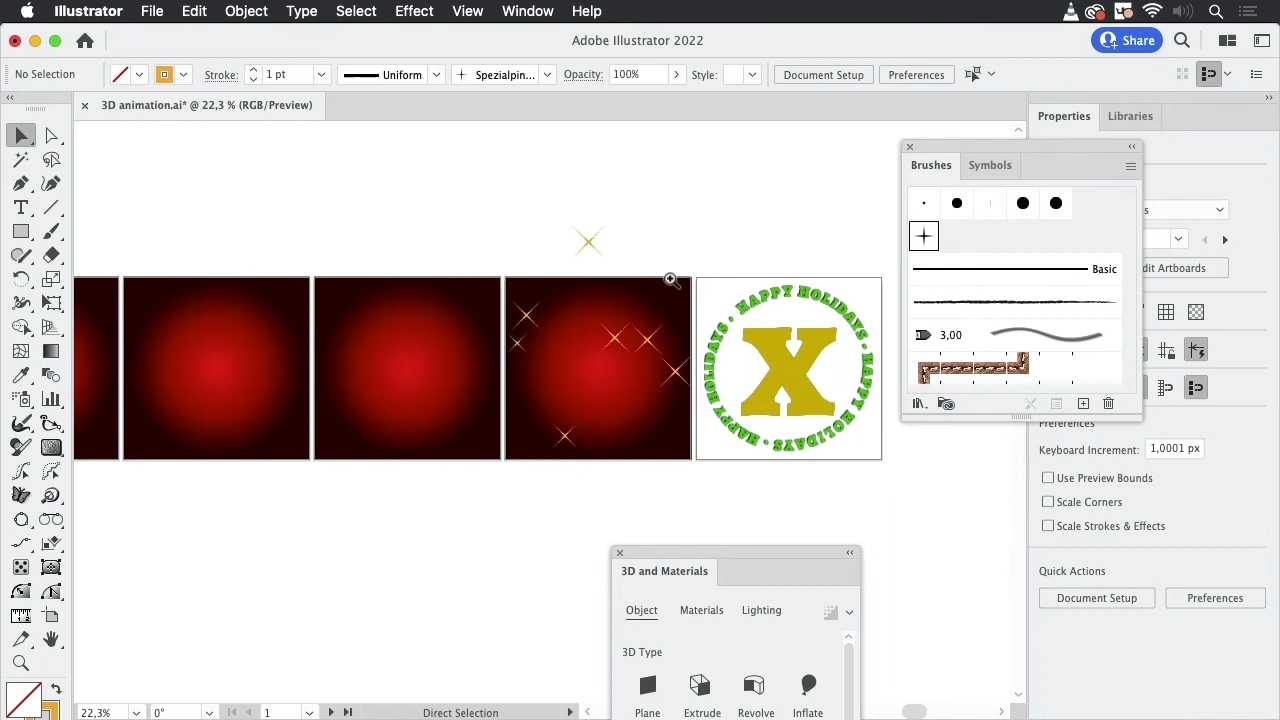 Illustrator File Edit Object Type Select Effect View Window Help
Adobe Illustrator 2022
Share
No Selection
Stroke:
1 pt
Uniform
Spezialpin...
Opacity:
100%
Style:
Document Setup
Preferences
3D animation.ai* @ 22,3 % (RGB/Preview)
Properties
Libraries
Brushes
Symbols
Basic
3,00
s
dit Artboards
HAPPY HOLIDAYS · HAPPY HOLIDAYS · HAPPY HOLIDAYS ·
X
Preferences
Keyboard Increment:
1,0001 px
Use Preview Bounds
Scale Corners
Scale Strokes & Effects
Quick Actions
Document Setup
Preferences
3D and Materials
Object
Materials
Lighting
3D Type
Plane
Extrude
Revolve
Inflate
22,3%
0°
1
Direct Selection